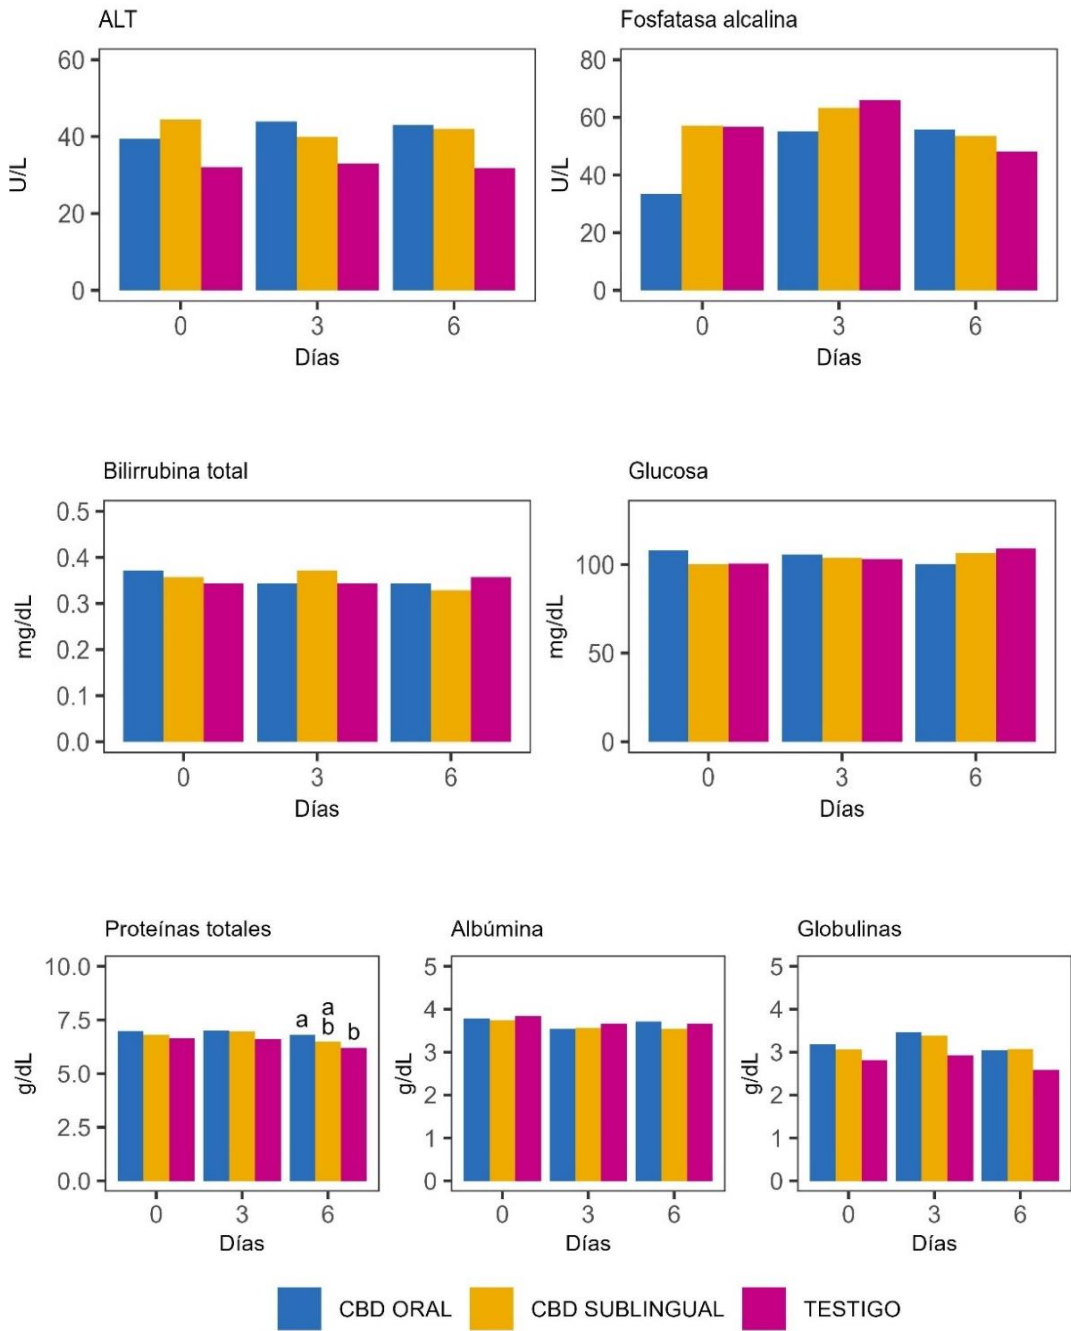 ALT
60
40
20
0
U/L
0 3 6
Días
Fosfatasa alcalina
80
60
40
20
0
U/L
0 3 6
Días
Bilirrubina total
0.5
0.4
0.3
0.2
0.1
0.0
mg/dL
0 3 6
Días
Glucosa
100
50
0
mg/dL
0 3 6
Días
Proteínas totales
10.0
7.5
5.0
2.5
0.0
g/dL
a
a
b
b
0 3 6
Días
Albúmina
5
4
3
2
1
0
g/dL
0 3 6
Días
Globulinas
5
4
3
2
1
0
g/dL
0 3 6
Días
CBD ORAL CBD SUBLINGUAL TESTIGO